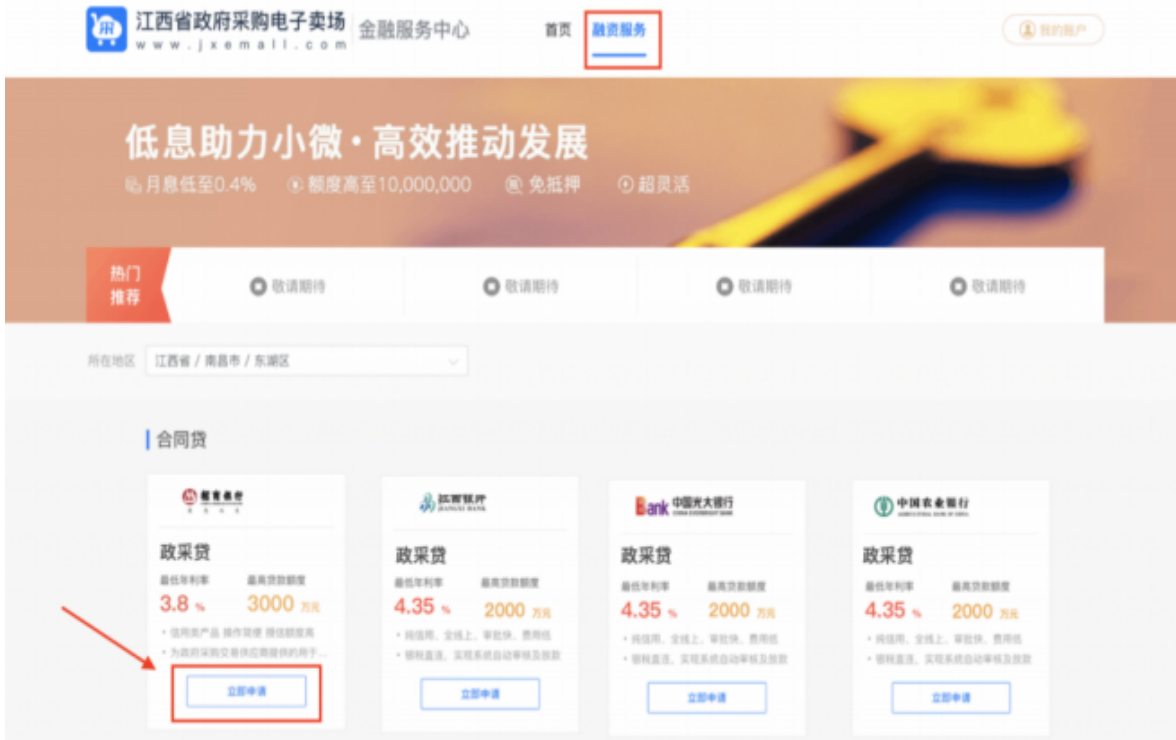 江西省政府采购电子卖场
www.jxemall.com
金融服务中心
首页
融资服务
我的账户
低息助力小微·高效推动发展
月息低至0.4%
额度高至10,000,000
免抵押
超灵活
热门
推荐
敬请期待
敬请期待
敬请期待
敬请期待
所在地区
江西省 / 南昌市 / 东湖区
合同贷
招商银行
江西银行
JIANGXI BANK
Bank 中国光大银行
CHINA EVERBRIGHT BANK
中国农业银行
AGRICULTURAL BANK OF CHINA
政采贷
最低年利率
最高贷款额度
3.8 %
3000 万元
• 信用类产品 操作简便 授信额度高
• 为政府采购交易供应商提供的用于...
立即申请
政采贷
最低年利率
最高贷款额度
4.35 %
2000 万元
• 纯信用、全线上、审批快、费用低
• 银税直连、实现系统自动审核及放款
立即申请
政采贷
最低年利率
最高贷款额度
4.35 %
2000 万元
• 纯信用、全线上、审批快、费用低
• 银税直连、实现系统自动审核及放款
立即申请
政采贷
最低年利率
最高贷款额度
4.35 %
2000 万元
• 纯信用、全线上、审批快、费用低
• 银税直连、实现系统自动审核及放款
立即申请